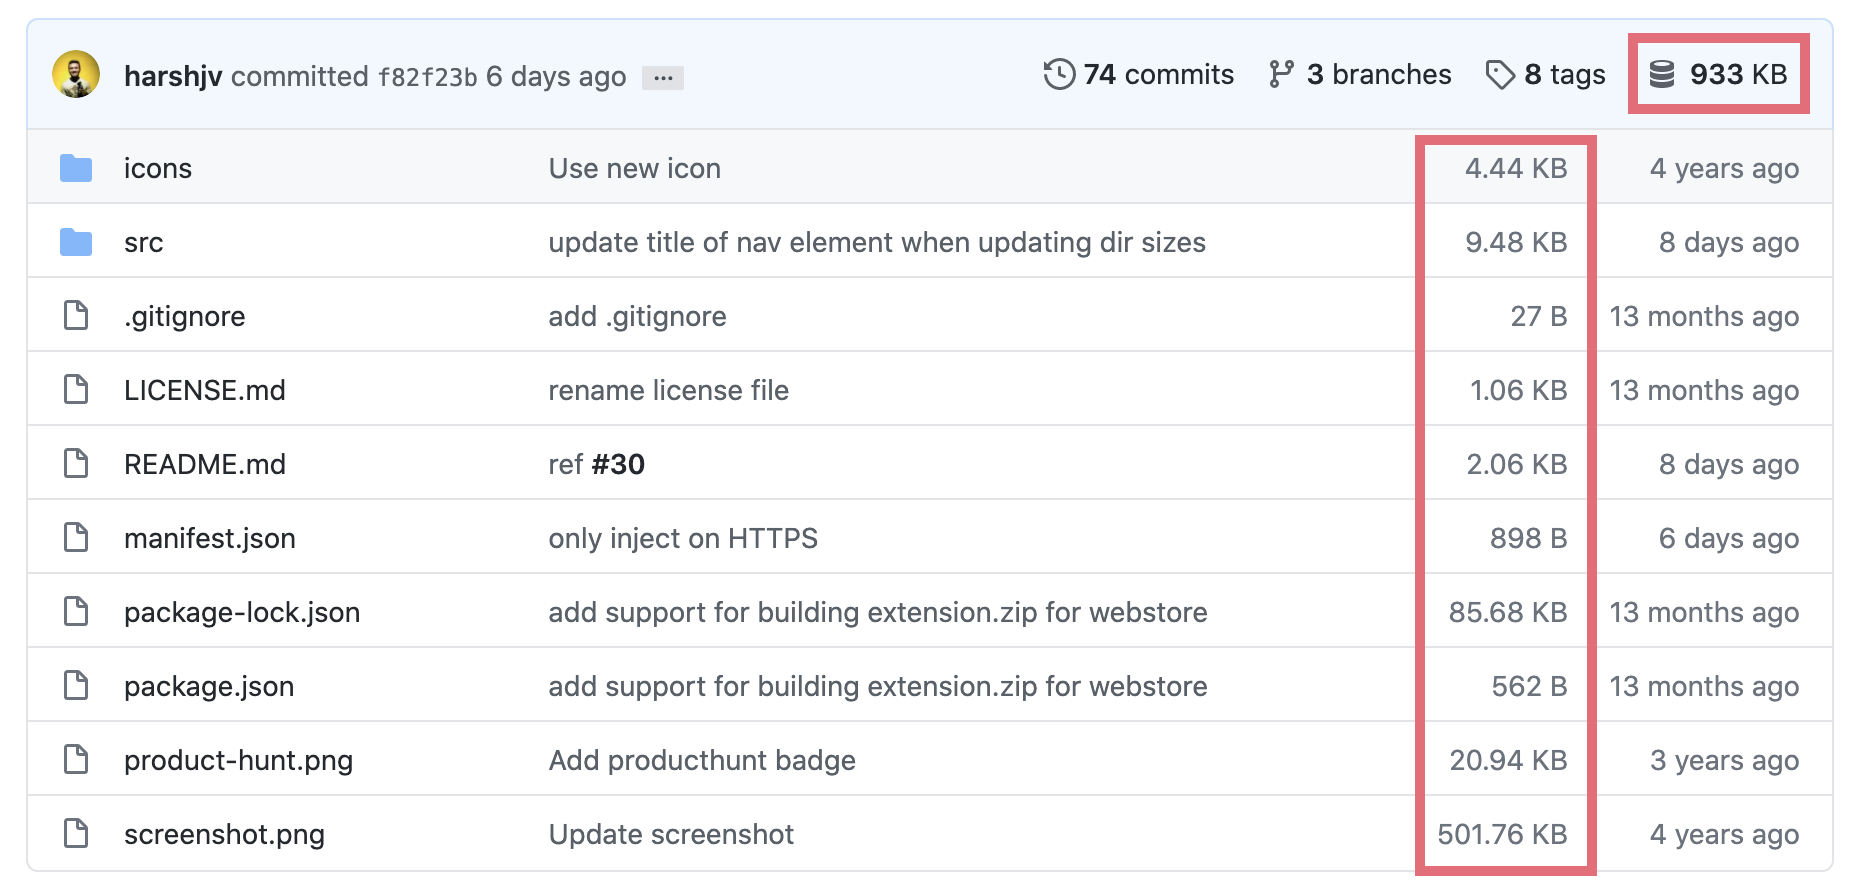 harshjv committed f82f23b 6 days ago ... 74 commits 3 branches 8 tags 933 KB
icons Use new icon 4.44 KB 4 years ago
src update title of nav element when updating dir sizes 9.48 KB 8 days ago
.gitignore add .gitignore 27 B 13 months ago
LICENSE.md rename license file 1.06 KB 13 months ago
README.md ref #30 2.06 KB 8 days ago
manifest.json only inject on HTTPS 898 B 6 days ago
package-lock.json add support for building extension.zip for webstore 85.68 KB 13 months ago
package.json add support for building extension.zip for webstore 562 B 13 months ago
product-hunt.png Add producthunt badge 20.94 KB 3 years ago
screenshot.png Update screenshot 501.76 KB 4 years ago